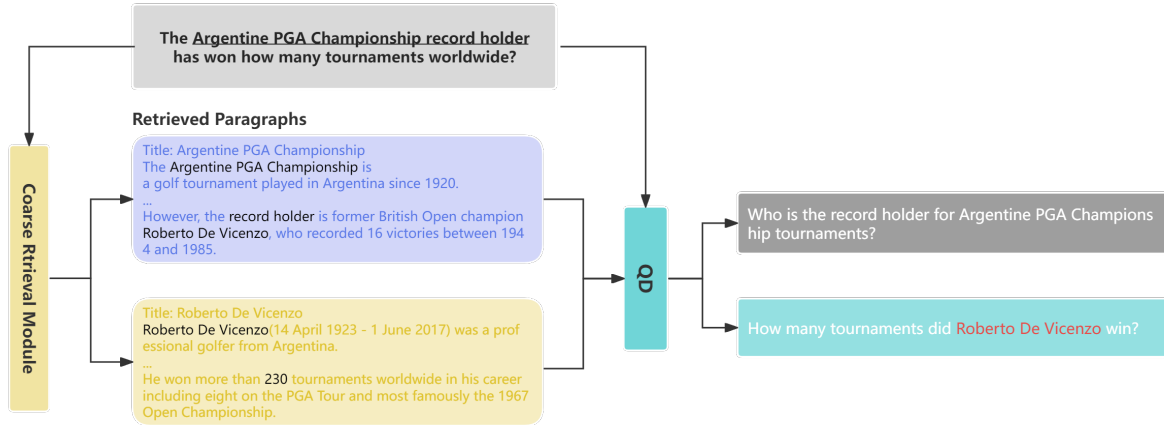 The Argentine PGA Championship record holder
has won how many tournaments worldwide?
Retrieved Paragraphs
Coarse Rtrieval Module
Title: Argentine PGA Championship
The Argentine PGA Championship is
a golf tournament played in Argentina since 1920.
...
However, the record holder is former British Open champion
Roberto De Vicenzo, who recorded 16 victories between 194
4 and 1985.
Title: Roberto De Vicenzo
Roberto De Vicenzo(14 April 1923 - 1 June 2017) was a prof
essional golfer from Argentina.
...
He won more than 230 tournaments worldwide in his career
including eight on the PGA Tour and most famously the 1967
Open Championship.
QD
Who is the record holder for Argentine PGA Champions
hip tournaments?
How many tournaments did Roberto De Vicenzo win?